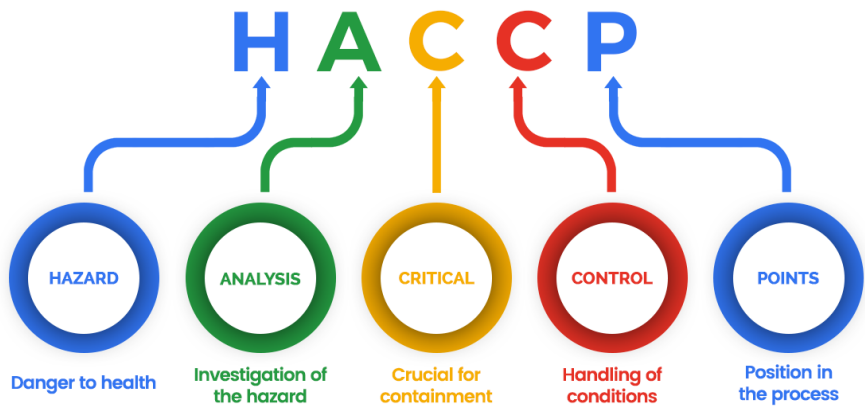 HACCP
HAZARD
ANALYSIS
CRITICAL
CONTROL
POINTS
Danger to health
Investigation of
the hazard
Crucial for
containment
Handling of
conditions
Position in
the process